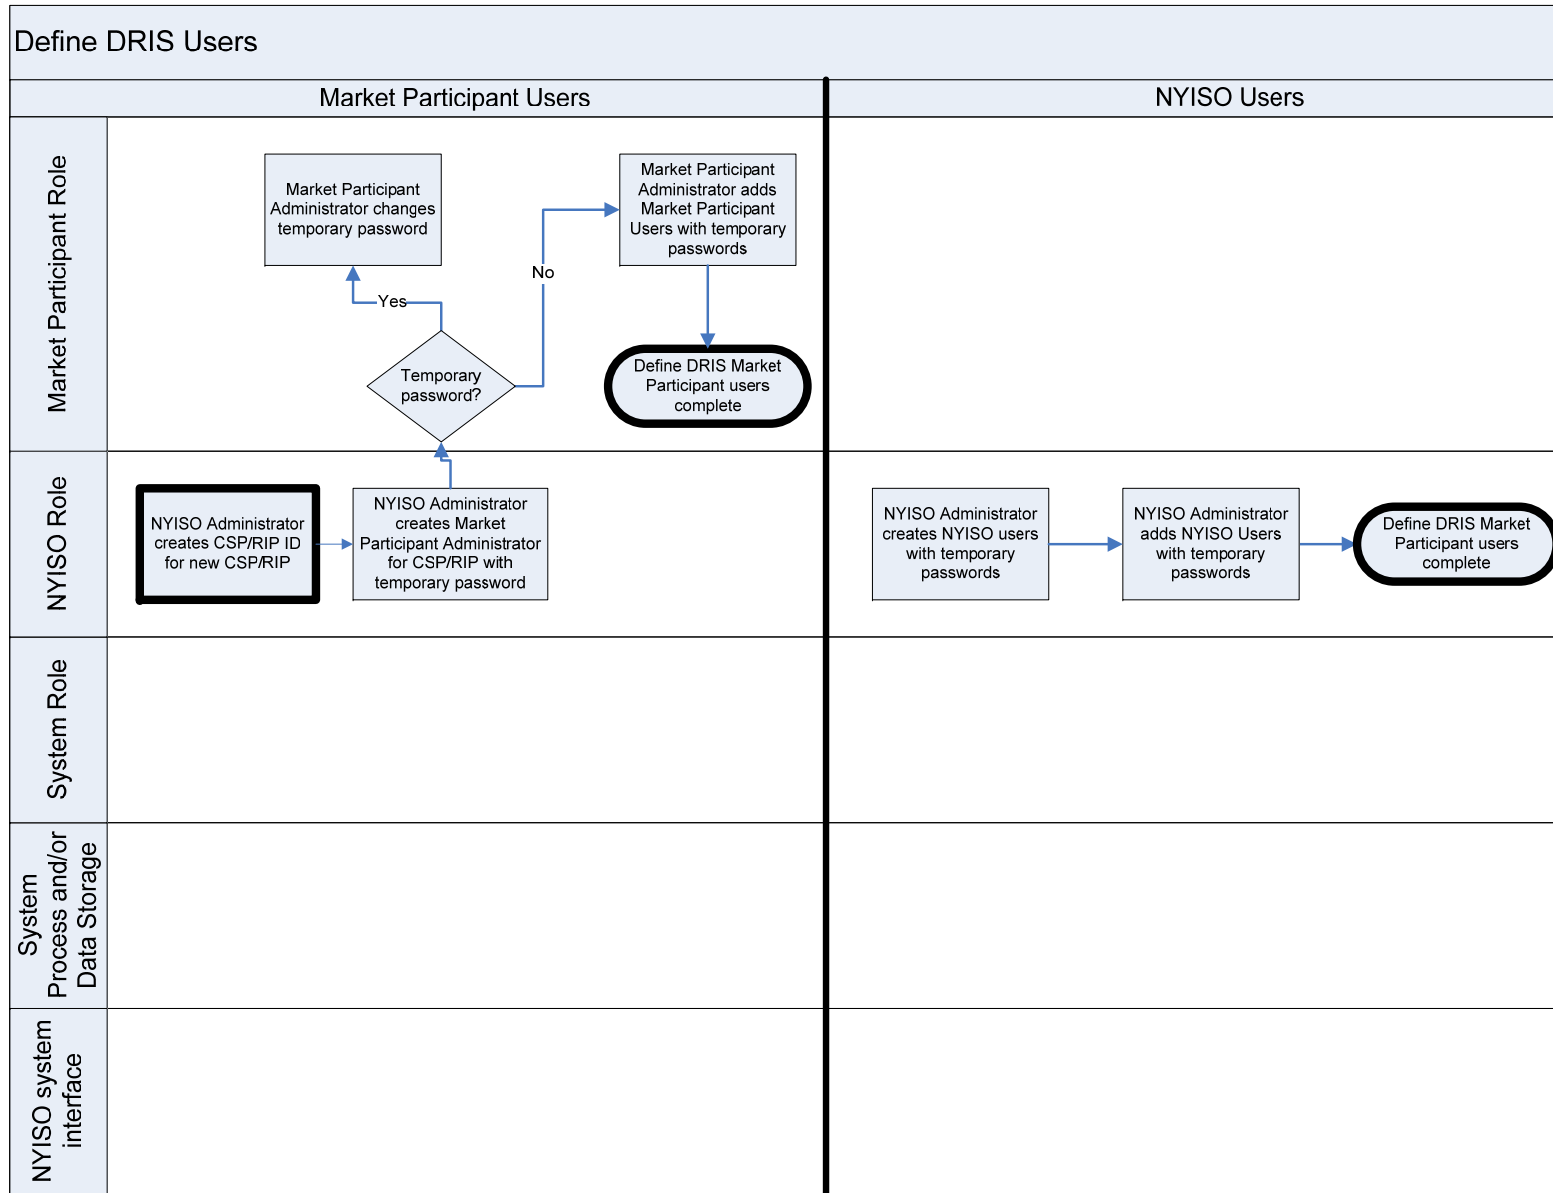 Define DRIS Users
Market Participant Users
NYISO Users
Market Participant Role
Market Participant
Administrator changes
temporary password
Market Participant
Administrator adds
Market Participant
Users with temporary
passwords
No
Yes
Temporary
password?
Define DRIS Market
Participant users
complete
NYISO Role
NYISO Administrator
creates CSP/RIP ID
for new CSP/RIP
NYISO Administrator
creates Market
Participant Administrator
for CSP/RIP with
temporary password
NYISO Administrator
creates NYISO users
with temporary
passwords
NYISO Administrator
adds NYISO Users
with temporary
passwords
Define DRIS Market
Participant users
complete
System Role
System
Process and/or
Data Storage
NYISO system
interface